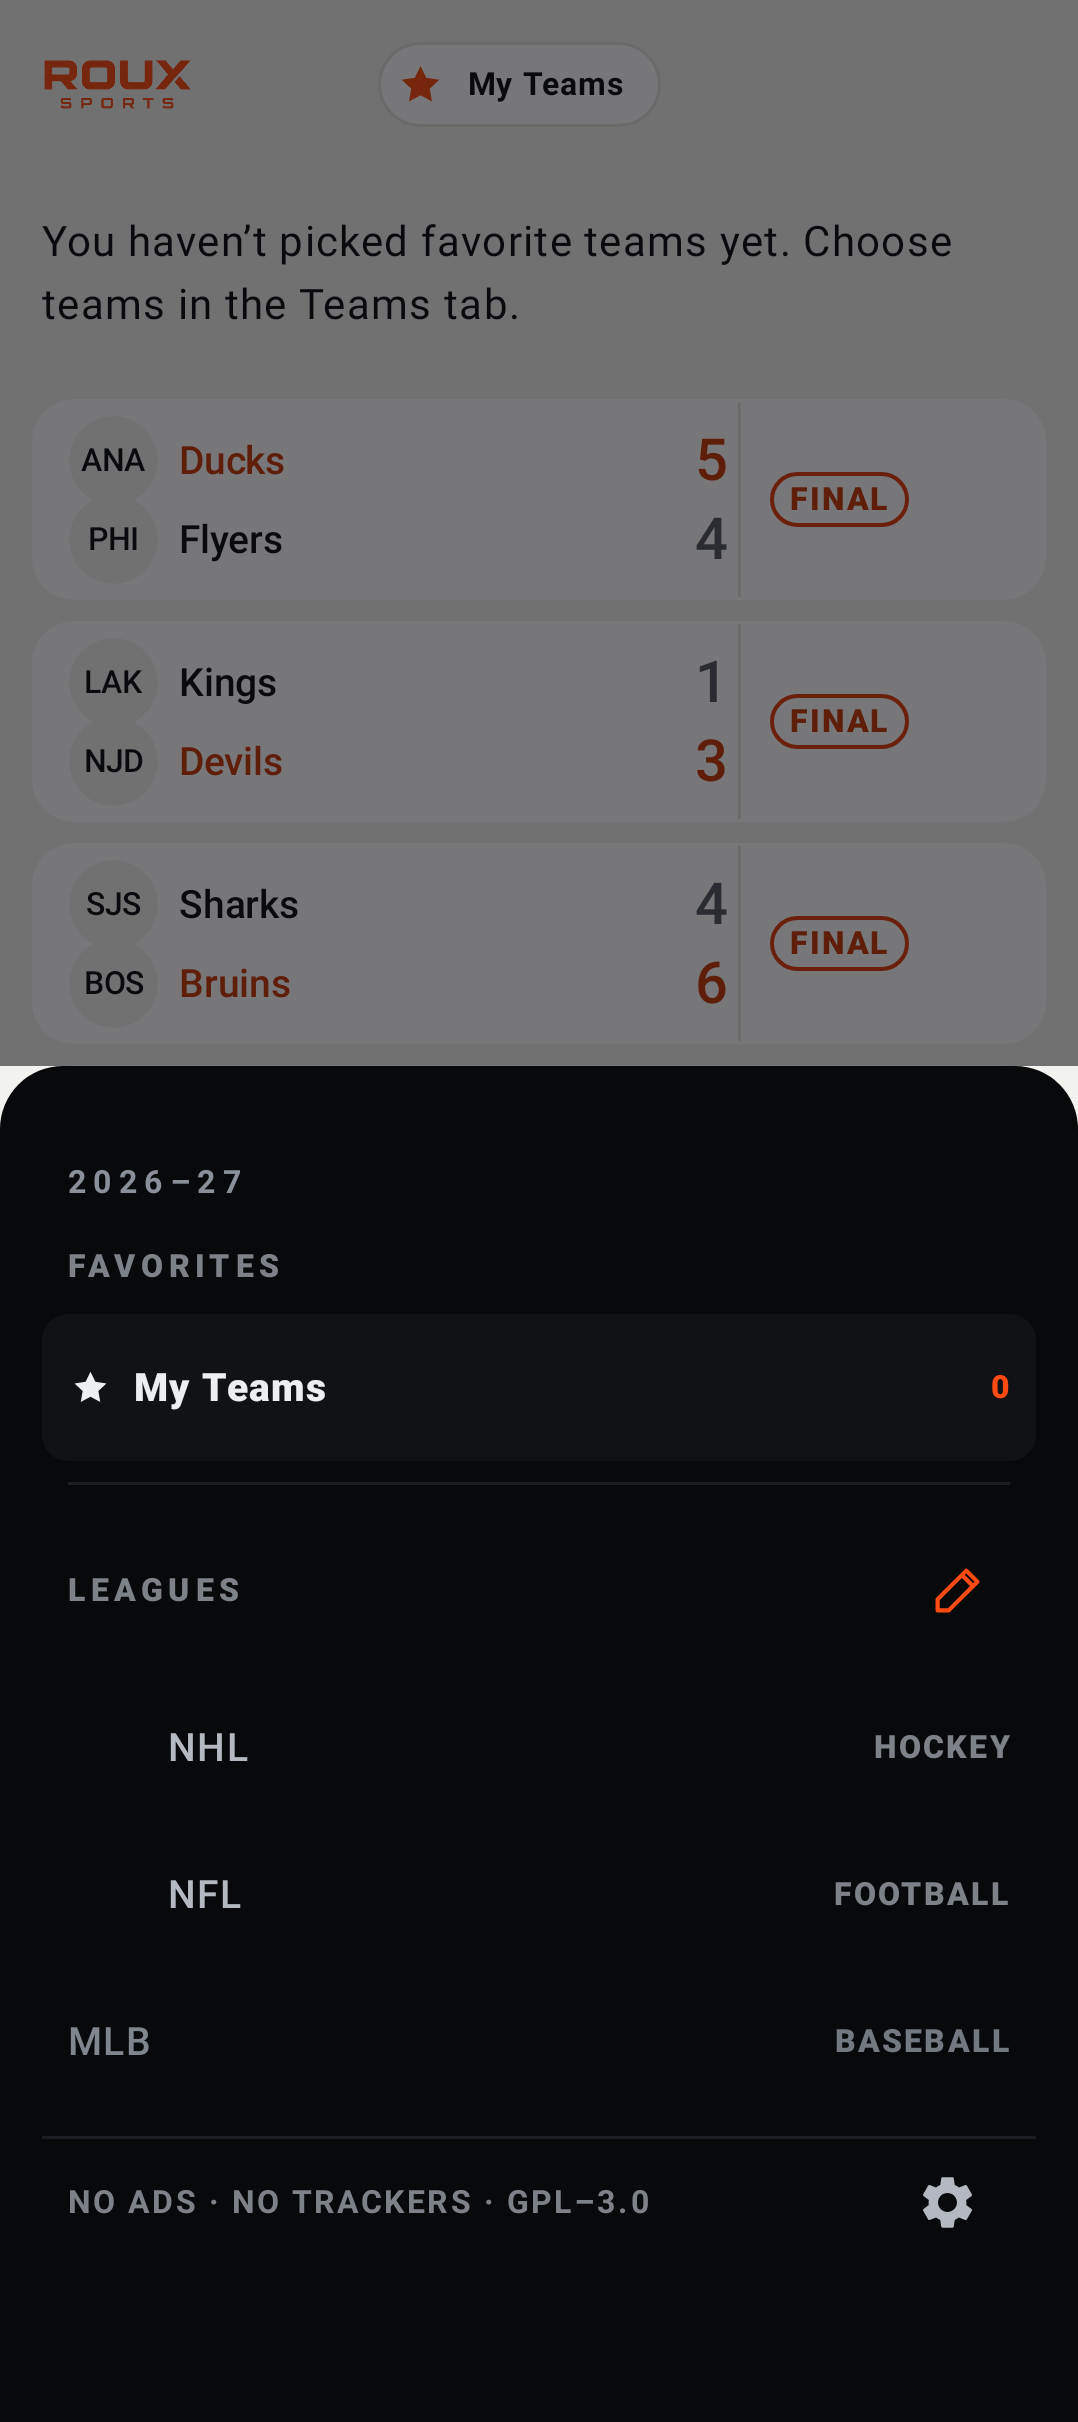 ROUX
SPORTS
My Teams
You haven’t picked favorite teams yet. Choose
teams in the Teams tab.
ANA Ducks 5
PHI Flyers 4
FINAL
LAK Kings 1
NJD Devils 3
FINAL
SJS Sharks 4
BOS Bruins 6
FINAL
2026–27
FAVORITES
My Teams 0
LEAGUES
NHL HOCKEY
NFL FOOTBALL
MLB BASEBALL
NO ADS · NO TRACKERS · GPL–3.0